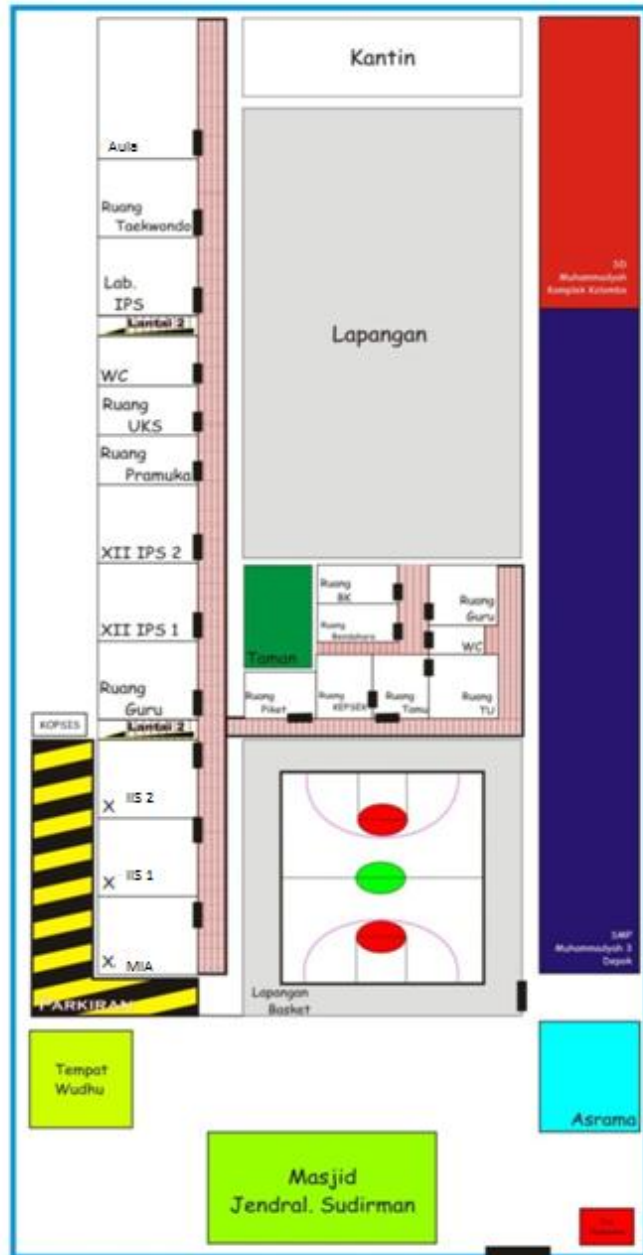 Kantin
Aula
Ruang
Taekwondo
Lab.
IPS
Lantai 2
WC
Ruang
UKS
Ruang
Pramuka
XII IPS 2
XII IPS 1
Ruang
Guru
Lantai 2
KOPSES
X IIS 2
X IIS 1
X MIA
PARKIRAN
Lapangan
SD
Muhammadiyah
Komplek Kolombo
Taman
Ruang
BK
Ruang
Bendahara
Ruang
Guru
WC
Ruang
Piket
Ruang
KEPSEK
Ruang
Tamu
Ruang
TU
Lapangan
Basket
SMP
Muhammadiyah 3
Depok
Tempat
Wudhu
Asrama
Masjid
Jendral. Sudirman